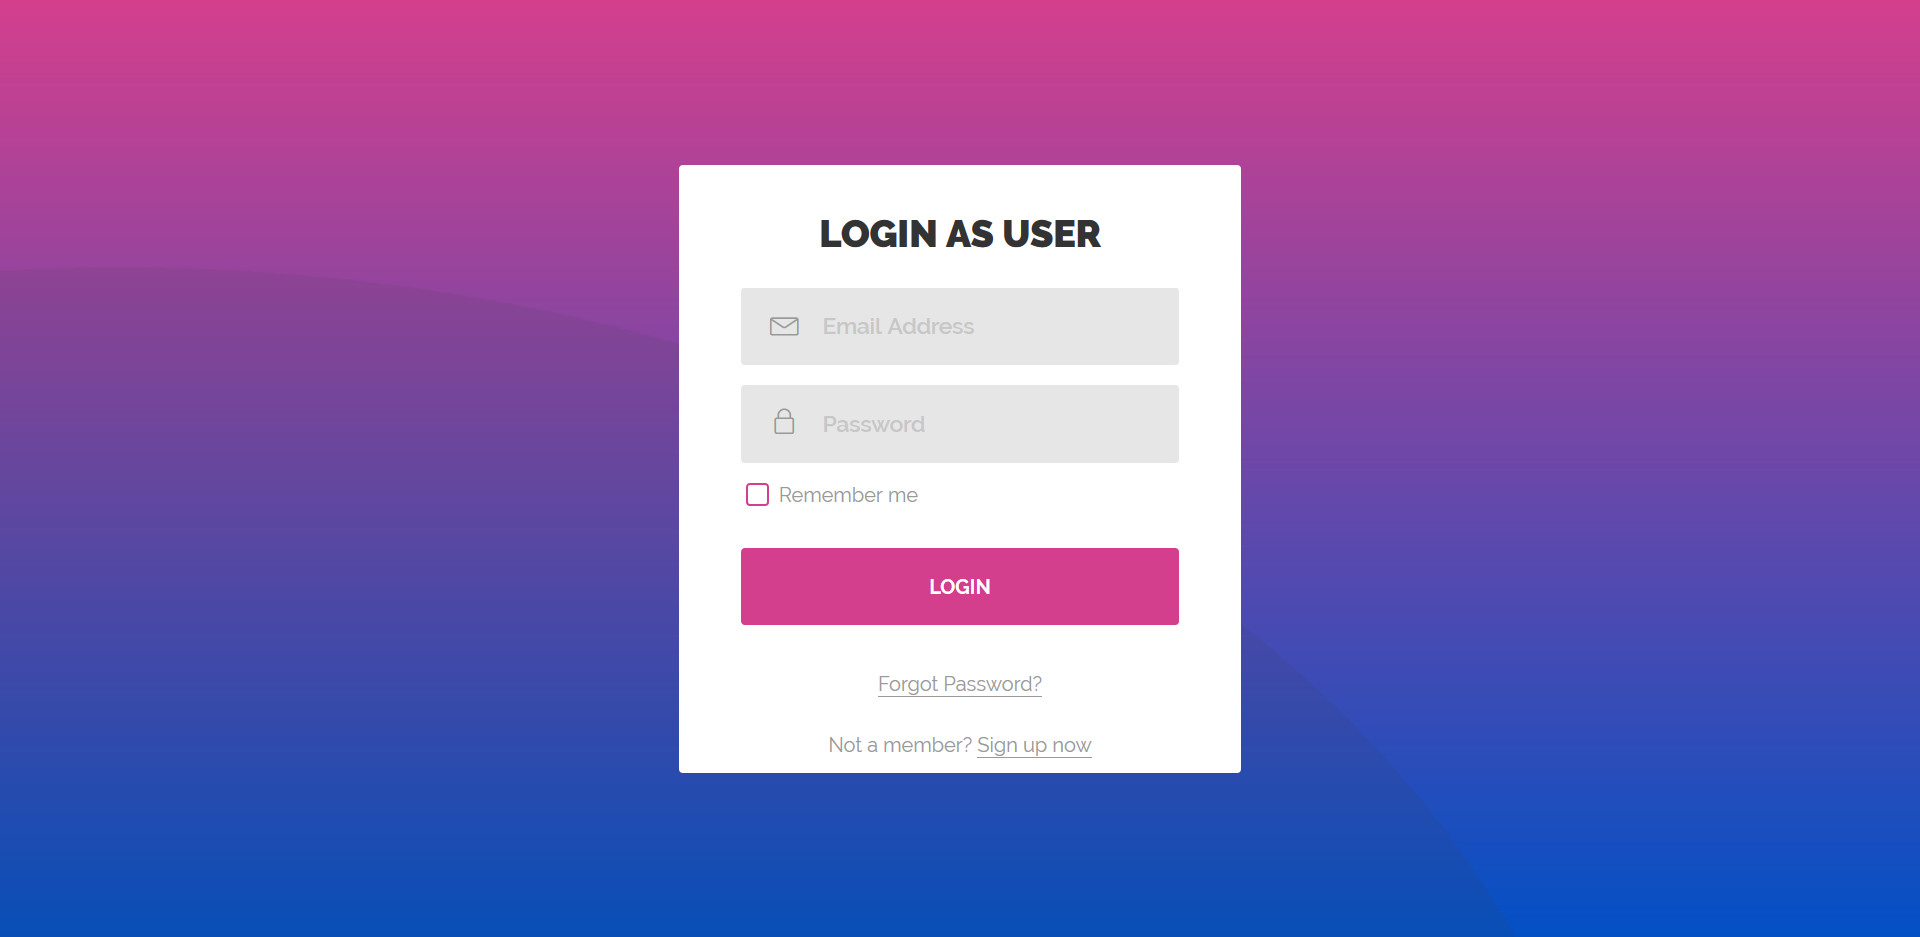 LOGIN AS USER
Email Address
Password
Remember me
LOGIN
Forgot Password?
Not a member? Sign up now